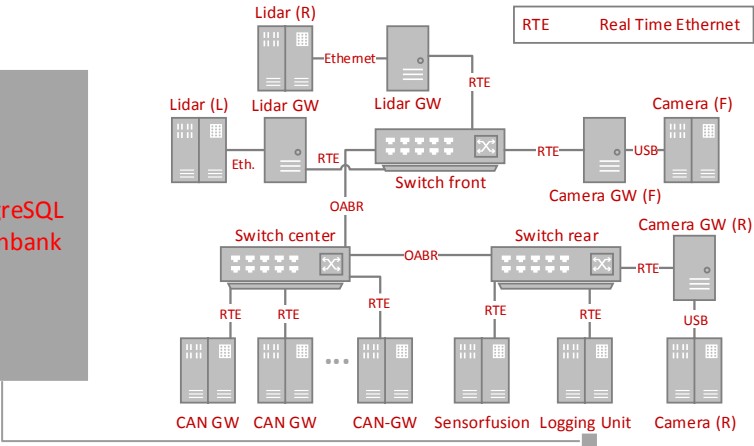 Lidar (R)
RTE Real Time Ethernet
Ethernet
RTE
Lidar (L)
Lidar GW
Lidar GW
Camera (F)
Eth.
RTE
RTE
USB
Switch front
Camera GW (F)
OABR
Camera GW (R)
Switch center
Switch rear
OABR
RTE
RTE
RTE
RTE
RTE
RTE
USB
...
CAN GW
CAN GW
CAN-GW
Sensorfusion
Logging Unit
Camera (R)
greSQL
nbank